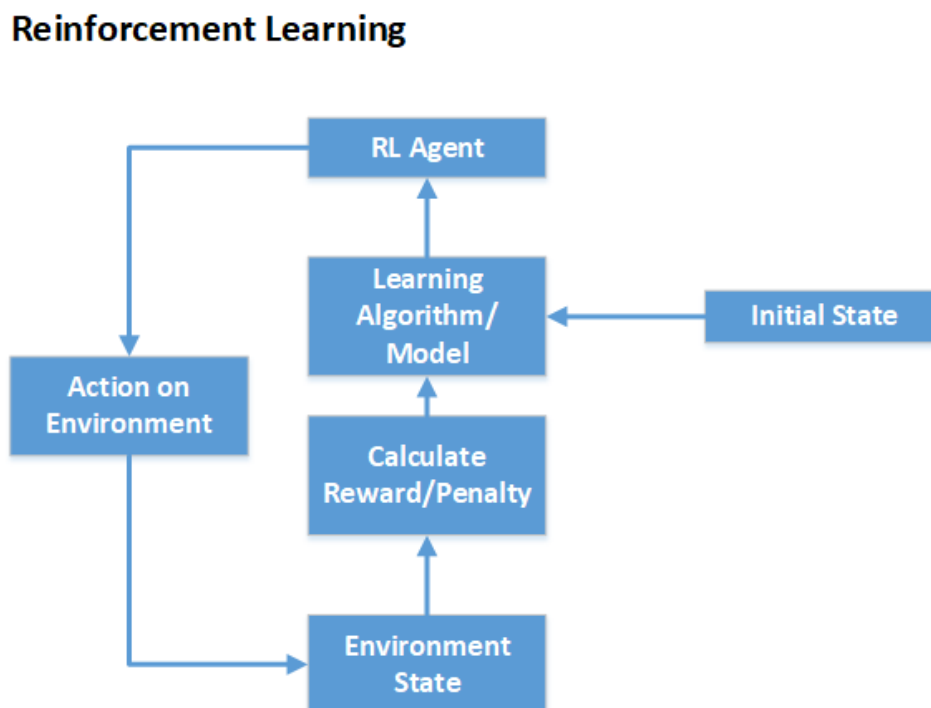 Reinforcement Learning
RL Agent
Learning
Algorithm/
Model
Initial State
Action on
Environment
Calculate
Reward/Penalty
Environment
State